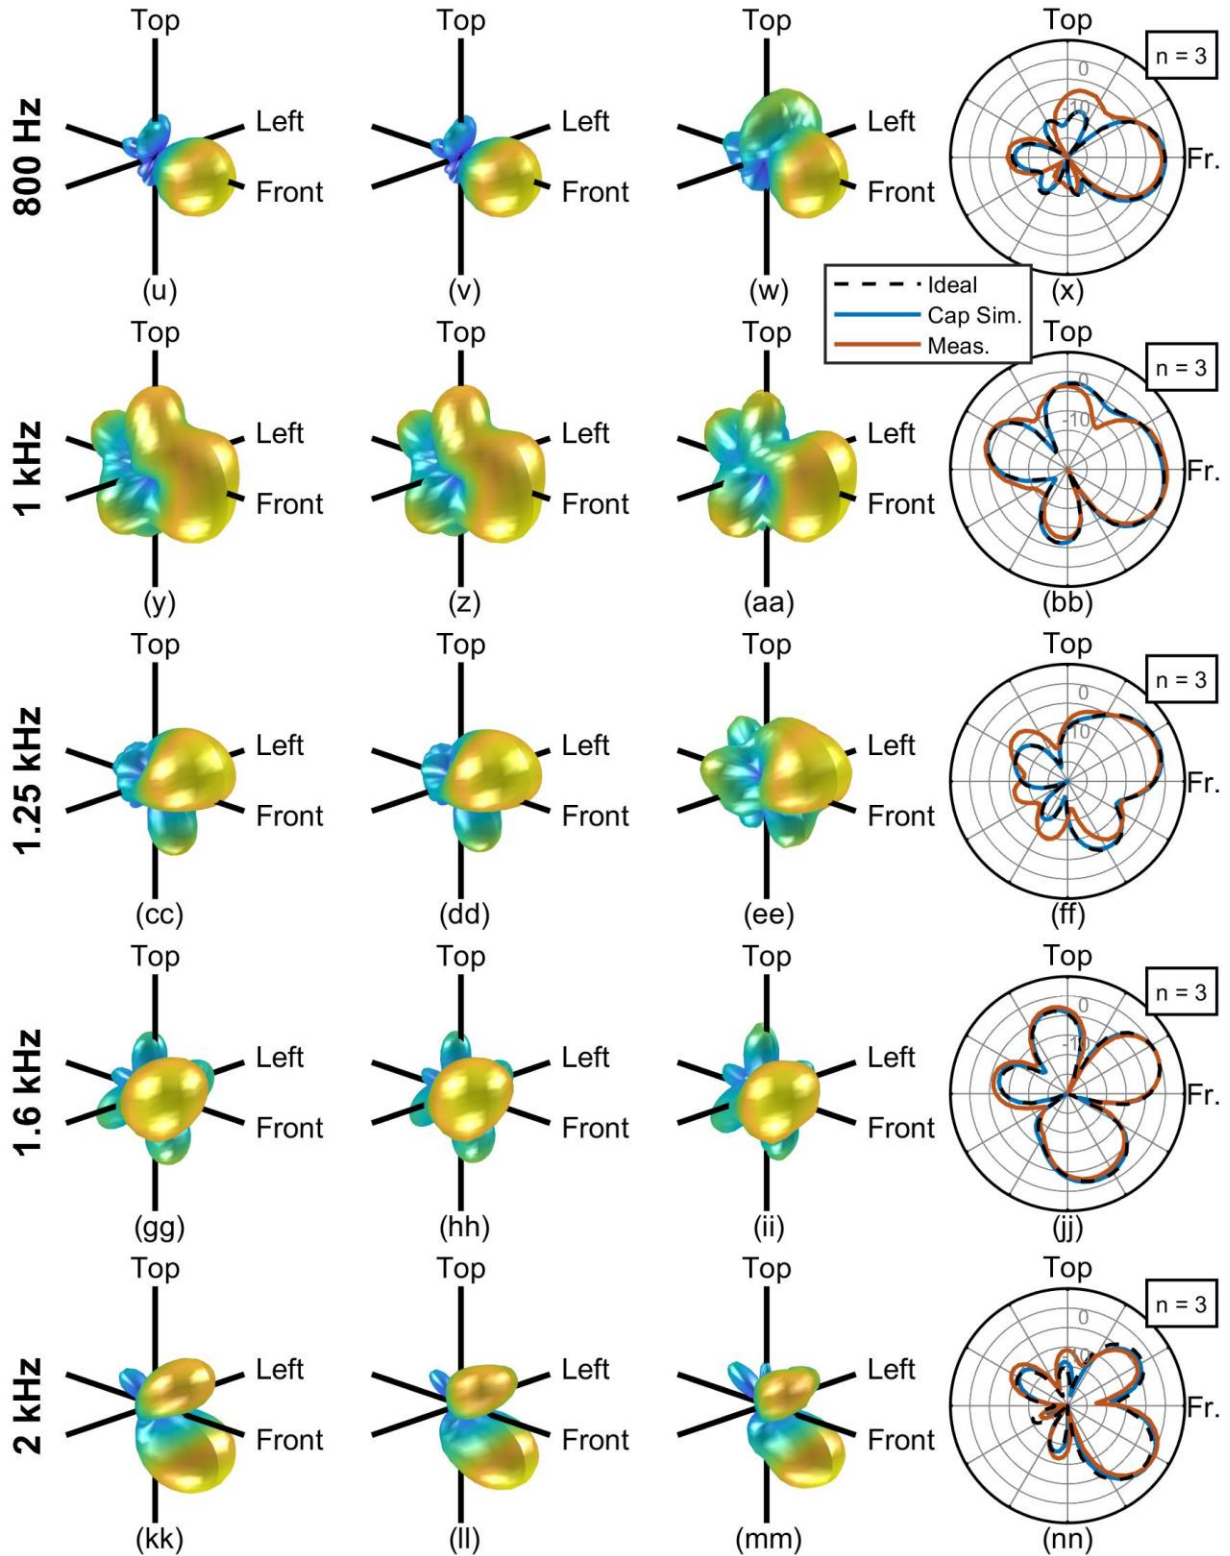 Top Top Top Top
n = 3
800 Hz
0
-10
Left Left Left
Front Front Front Fr.
(u) (v) (w) (x)
Ideal
Cap Sim.
Meas.
Top Top Top Top
n = 3
1 kHz
0
-10
Left Left Left
Front Front Front Fr.
(y) (z) (aa) (bb)
Top Top Top Top
n = 3
1.25 kHz
0
-10
Left Left Left
Front Front Front Fr.
(cc) (dd) (ee) (ff)
Top Top Top Top
n = 3
1.6 kHz
0
-10
Left Left Left
Front Front Front Fr.
(gg) (hh) (ii) (jj)
Top Top Top Top
n = 3
2 kHz
0
-10
Left Left Left
Front Front Front Fr.
(kk) (ll) (mm) (nn)